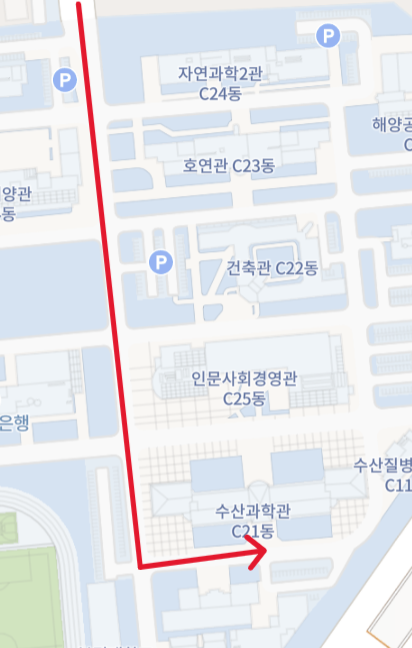 P
P
자연과학2관
C24동
해양공
C
호연관 C23동
양관
동
P
건축관 C22동
인문사회경영관
C25동
은행
수산질병
C11
수산과학관
C21동